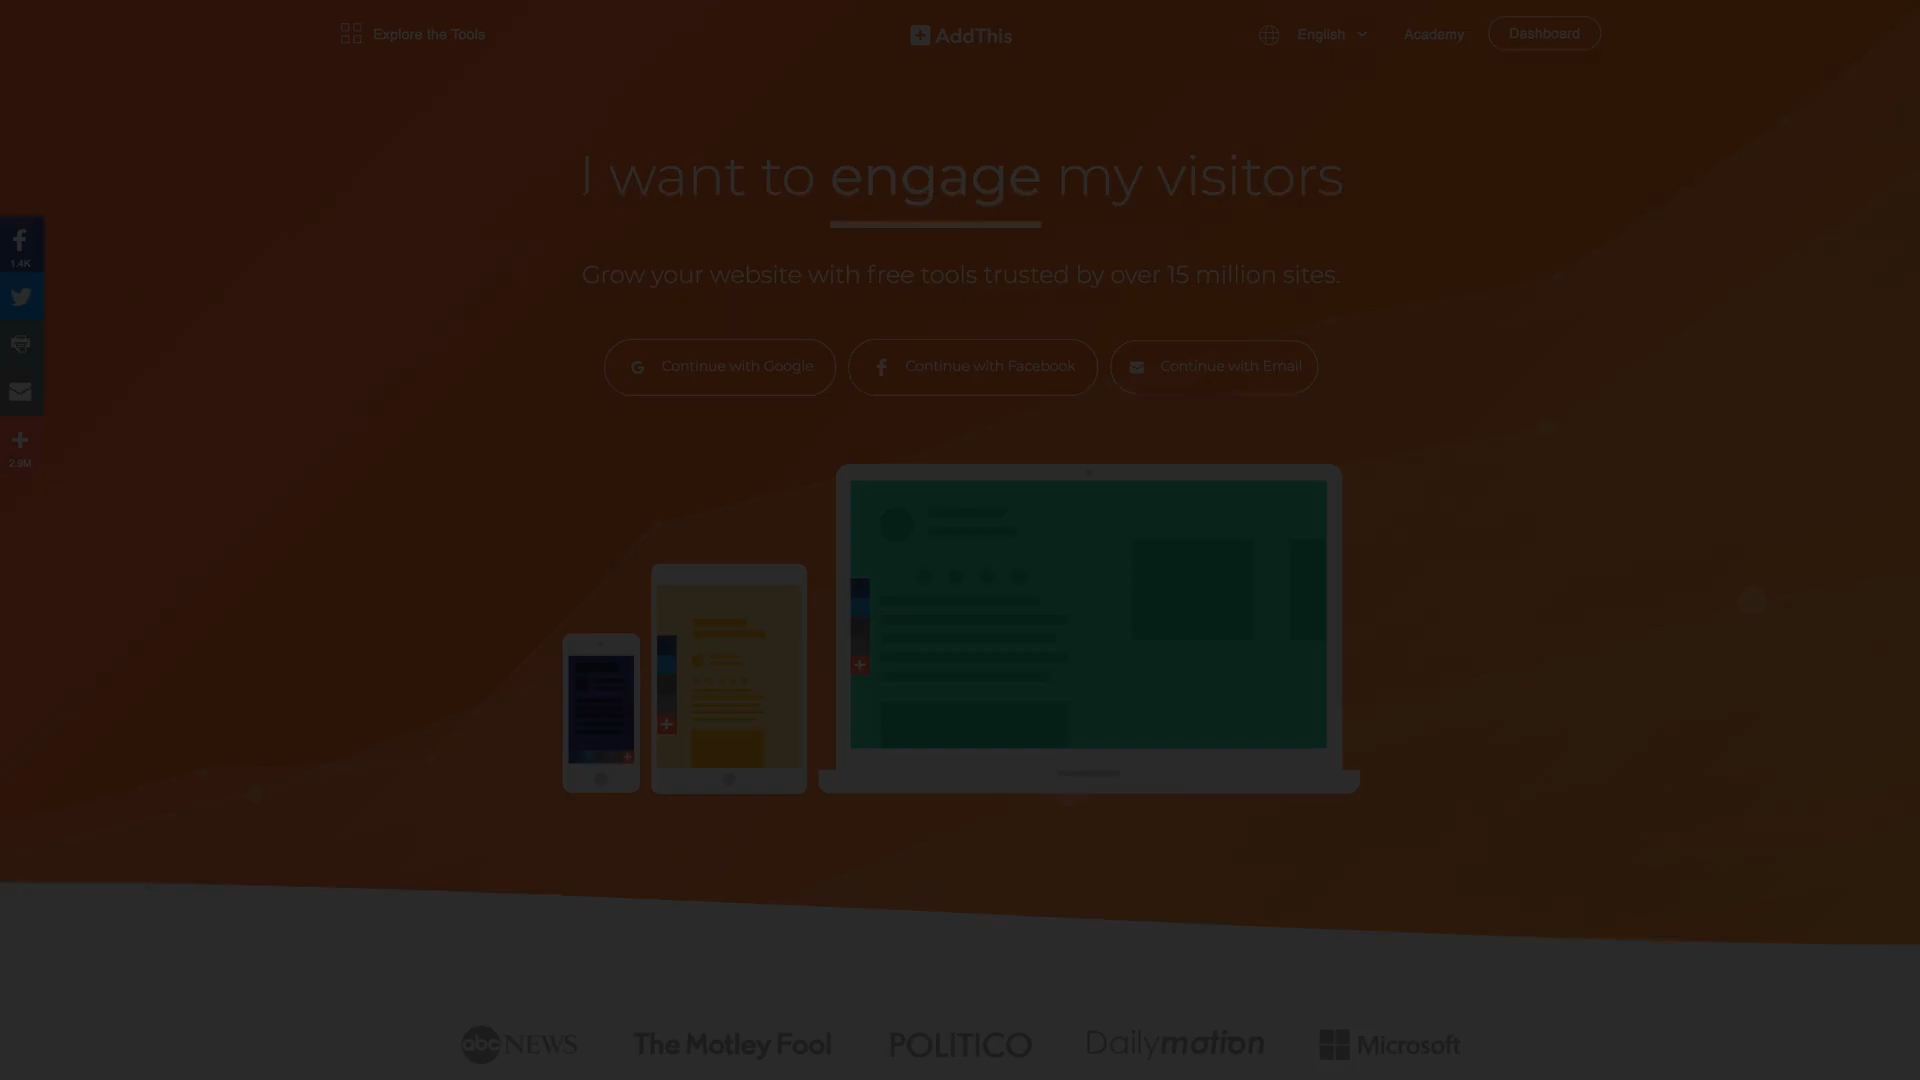 Explore the Tools
AddThis
English
Academy
Dashboard
I want to engage my visitors
Grow your website with free tools trusted by over 15 million sites.
1.4K
2.9M
Continue with Google
Continue with Facebook
Continue with Email
abc NEWS
The Motley Fool
POLITICO
Dailymotion
Microsoft